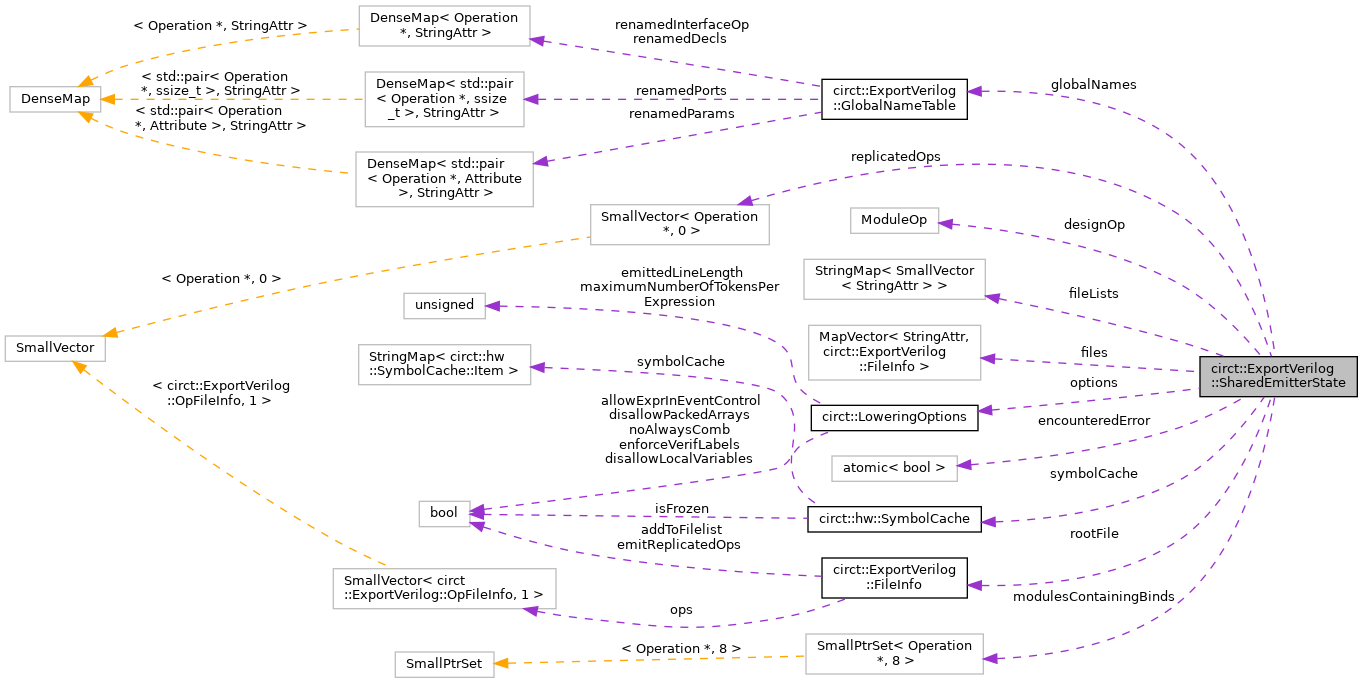 DenseMap< Operation
*, StringAttr >
< Operation *, StringAttr >
renamedInterfaceOp
renamedDecls
< std::pair< Operation
*, ssize_t >, StringAttr >
DenseMap
DenseMap< std::pair
< Operation *, ssize
_t >, StringAttr >
renamedPorts
circt::ExportVerilog
::GlobalNameTable
globalNames
< std::pair< Operation
*, Attribute >, StringAttr >
renamedParams
DenseMap< std::pair
< Operation *, Attribute
>, StringAttr >
replicatedOps
SmallVector< Operation
*, 0 >
ModuleOp
designOp
< Operation *, 0 >
emittedLineLength
maximumNumberOfTokensPer
Expression
StringMap< SmallVector
< StringAttr > >
fileLists
unsigned
SmallVector
StringMap< circt::hw
::SymbolCache::Item >
symbolCache
MapVector< StringAttr,
circt::ExportVerilog
::FileInfo >
files
circt::ExportVerilog
::SharedEmitterState
< circt::ExportVerilog
::OpFileInfo, 1 >
allowExprInEventControl
disallowPackedArrays
noAlwaysComb
enforceVerifLabels
disallowLocalVariables
circt::LoweringOptions
options
encounteredError
atomic< bool >
symbolCache
bool
isFrozen
circt::hw::SymbolCache
addToFilelist
emitReplicatedOps
rootFile
circt::ExportVerilog
::FileInfo
SmallVector< circt
::ExportVerilog::OpFileInfo, 1 >
ops
modulesContainingBinds
SmallPtrSet
< Operation *, 8 >
SmallPtrSet< Operation
*, 8 >